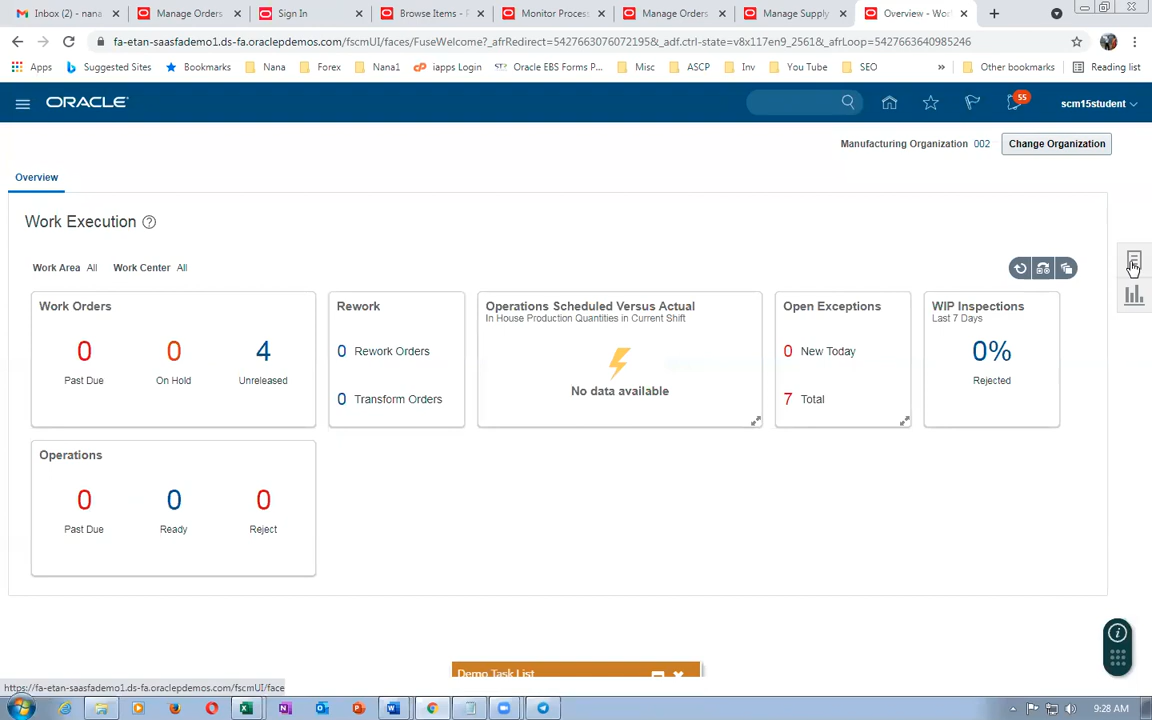 Inbox (2) - nana
Manage Orders
Sign In
Browse Items - F
Monitor Process
Manage Orders
Manage Supply
Overview - Wor
fa-etan-saasfademo1.ds-fa.oraclepdemos.com/fscmUI/faces/FuseWelcome?_afrRedirect=5427663076072195&_adf.ctrl-state=v8x117en9_2561&_afrLoop=5427663640985246
Apps
Suggested Sites
Bookmarks
Nana
Forex
Nana1
iapps Login
Oracle EBS Forms P...
Misc
ASCP
Inv
You Tube
SEO
»
Other bookmarks
Reading list
ORACLE
55
scm15student
Manufacturing Organization 002
Change Organization
Overview
Work Execution
Work Area All
Work Center All
Work Orders
0 0 4
Past Due On Hold Unreleased
Rework
0 Rework Orders
0 Transform Orders
Operations Scheduled Versus Actual
In House Production Quantities in Current Shift
No data available
Open Exceptions
0 New Today
7 Total
WIP Inspections
Last 7 Days
0%
Rejected
Operations
0 0 0
Past Due Ready Reject
Demo Task List
https://fa-etan-saasfademo1.ds-fa.oraclepdemos.com/fscmUI/face
9:28 AM